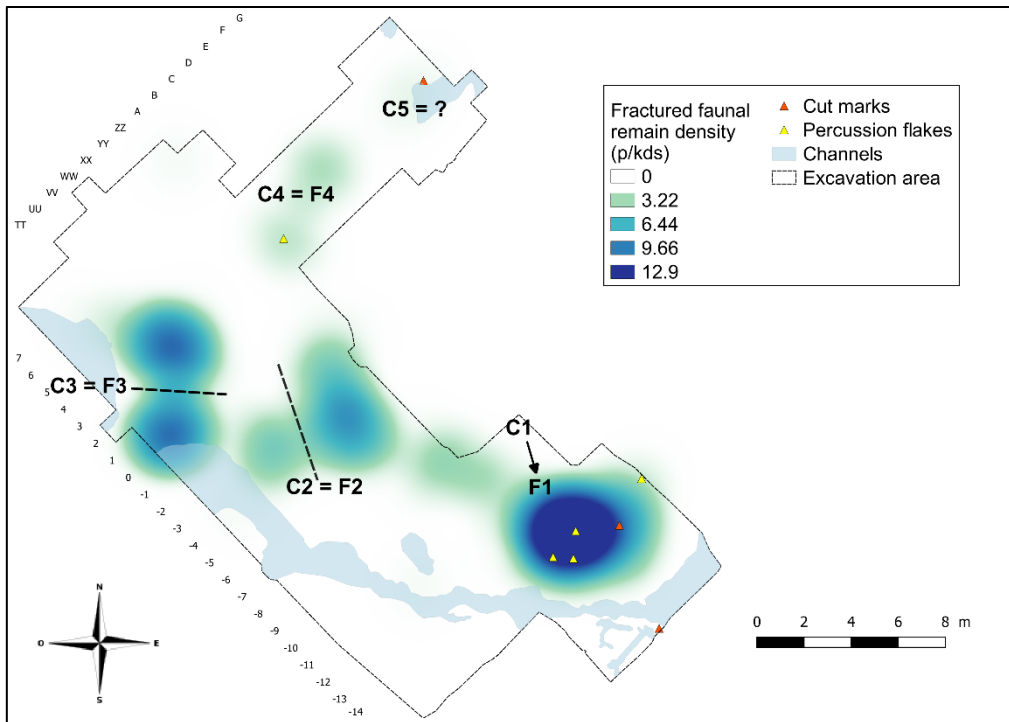 G
F
E
D
C
B
A
ZZ
YY
XX
WW
VV
UU
TT
C5 = ?
C4 = F4
Fractured faunal
remain density
(p/kds)
0
3.22
6.44
9.66
12.9
Cut marks
Percussion flakes
Channels
Excavation area
7
6
5
4
3
2
1
0
-1
-2
-3
-4
-5
-6
-7
-8
-9
-10
-11
-12
-13
-14
C3 = F3
C2 = F2
C1
F1
N
O
E
S
0 2 4 6 8 m